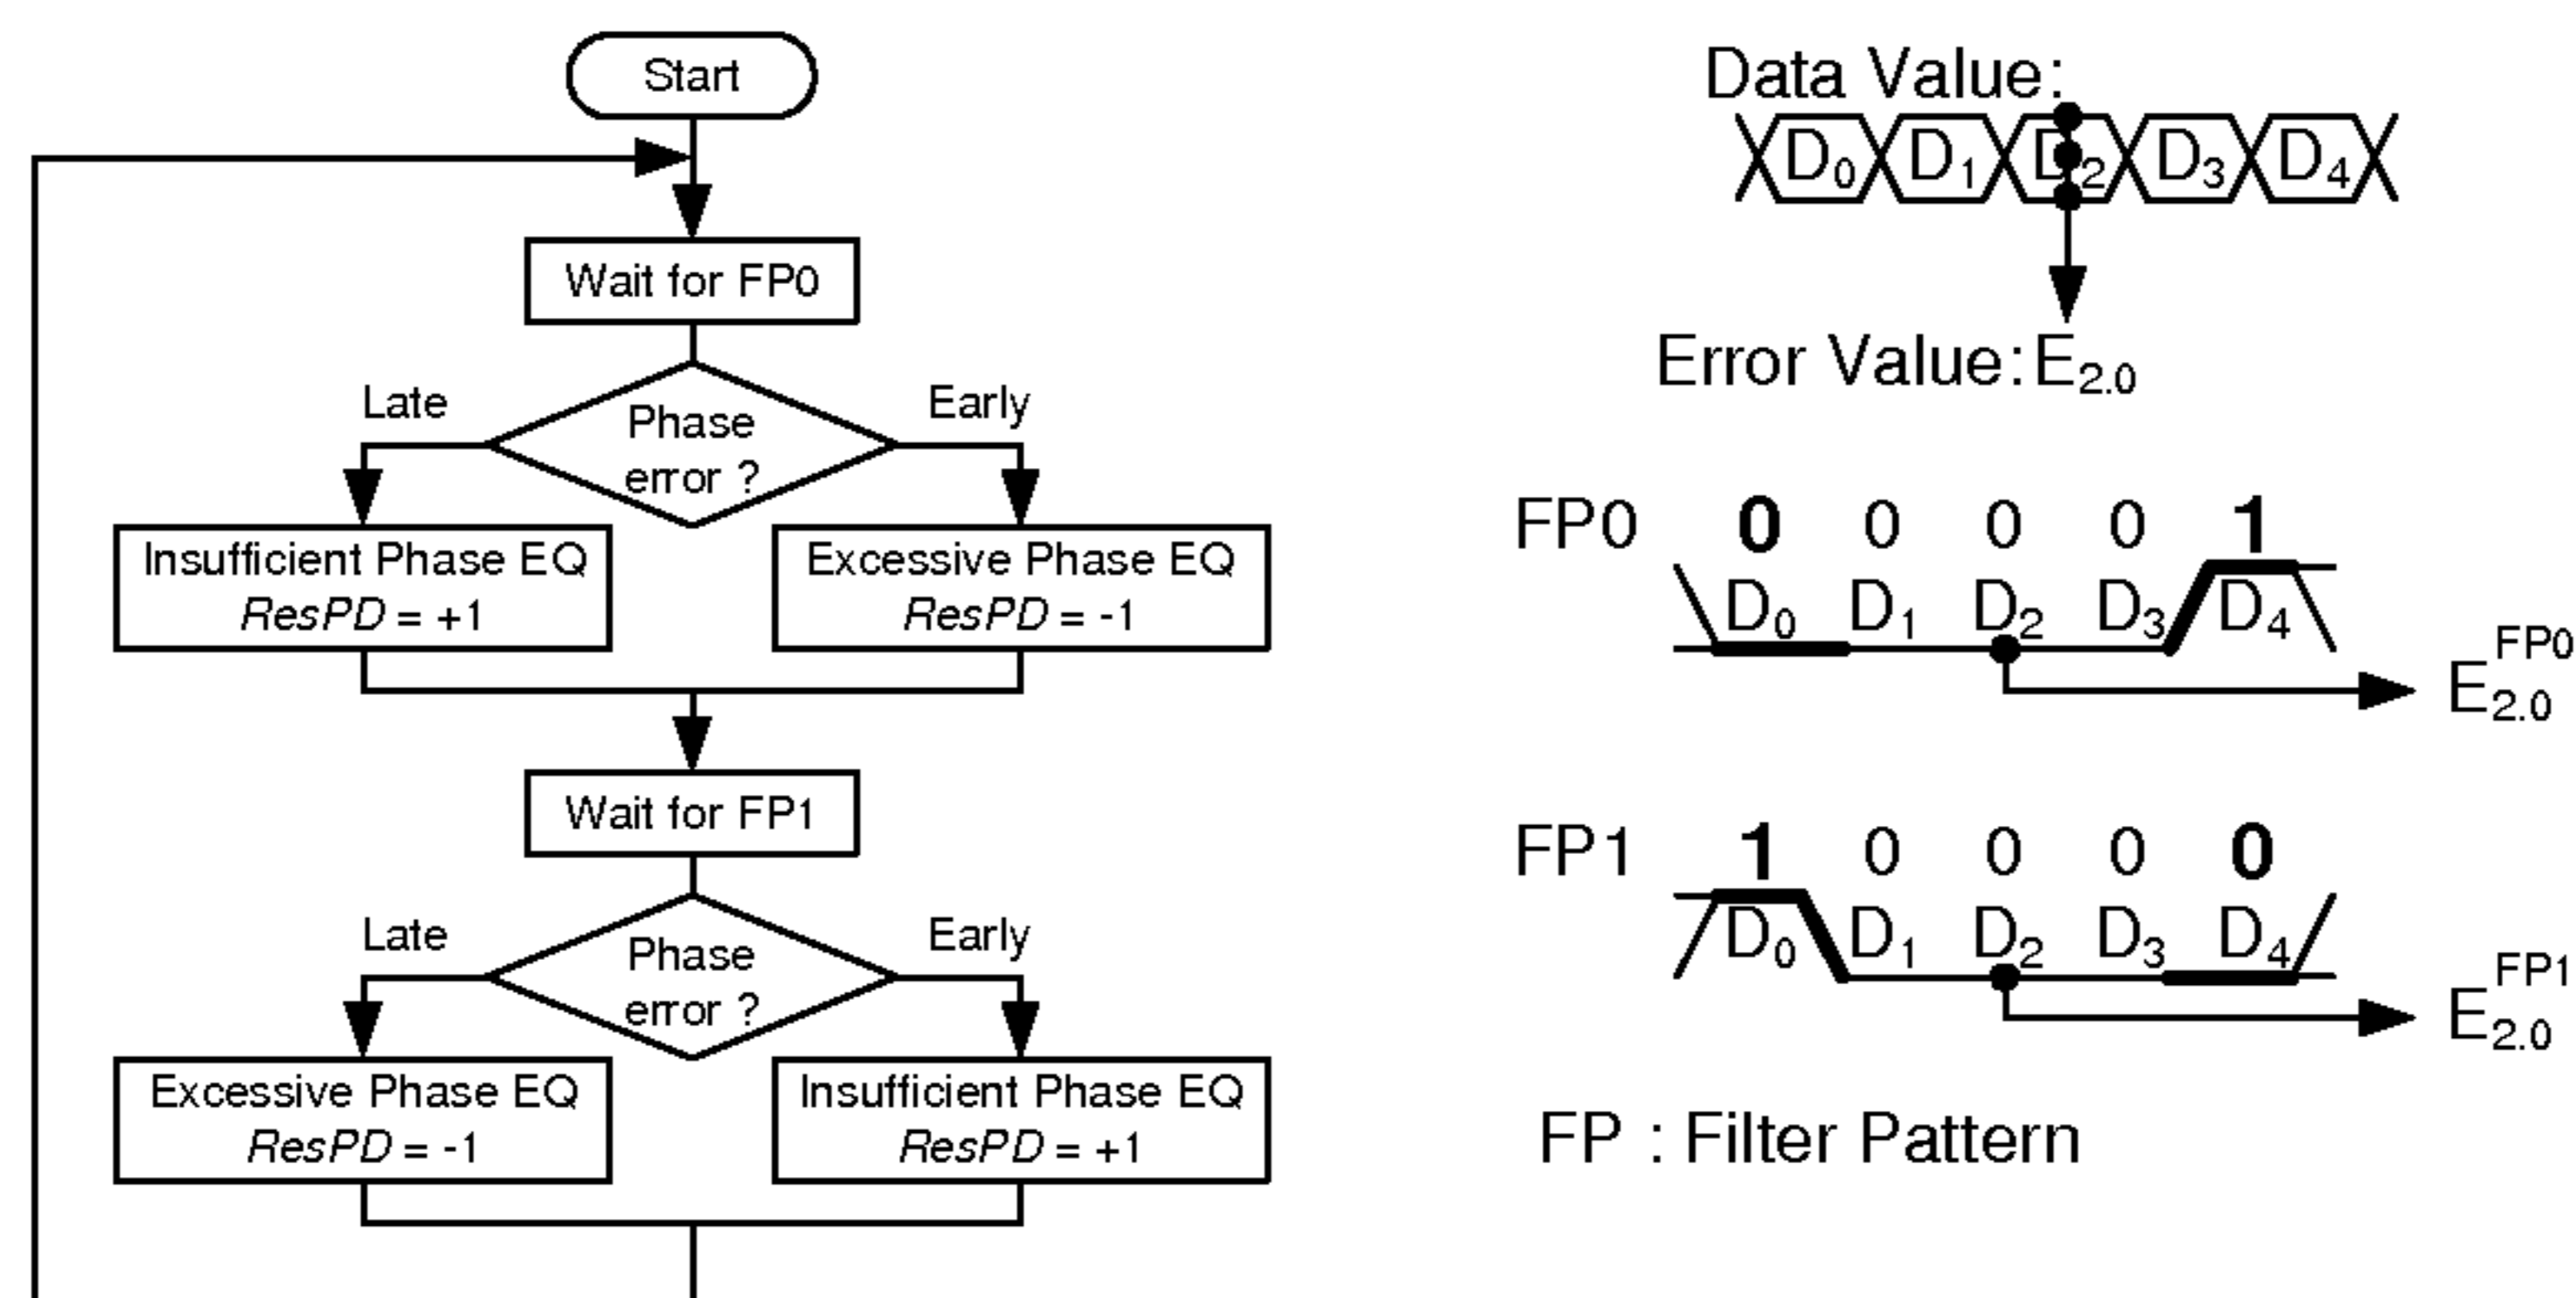 Start
Wait for FP0
Late
Phase
error ?
Early
Insufficient Phase EQ
ResPD = +1
Excessive Phase EQ
ResPD = -1
Wait for FP1
Late
Phase
error ?
Early
Excessive Phase EQ
ResPD = -1
Insufficient Phase EQ
ResPD = +1
Data Value:
D0 D1 D2 D3 D4
Error Value: E2.0
FP0 0 0 0 0 1
D0 D1 D2 D3 D4
E2.0 FP0
FP1 1 0 0 0 0
D0 D1 D2 D3 D4
E2.0 FP1
FP : Filter Pattern